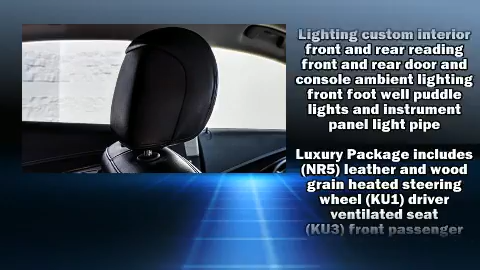 Lighting custom interior
front and rear reading
front and rear door and
console ambient lighting
front foot well puddle
lights and instrument
panel light pipe
Luxury Package includes
(NR5) leather and wood
grain heated steering
wheel (KU1) driver
ventilated seat
(KU3) front passenger